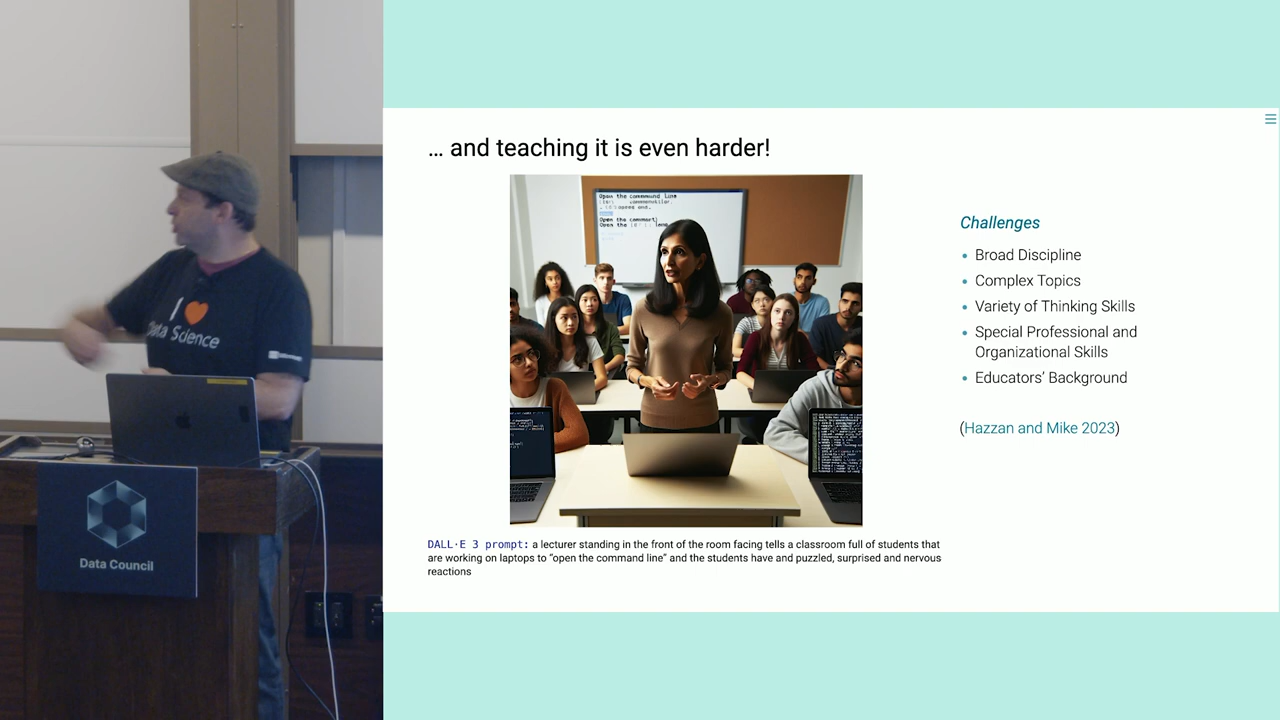 … and teaching it is even harder!
Open the command line
Challenges
• Broad Discipline
• Complex Topics
• Variety of Thinking Skills
• Special Professional and
Organizational Skills
• Educators' Background
(Hazzan and Mike 2023)
DALL·E 3 prompt: a lecturer standing in the front of the room facing tells a classroom full of students that
are working on laptops to “open the command line” and the students have and puzzled, surprised and nervous
reactions
I
Data Science
Data Council